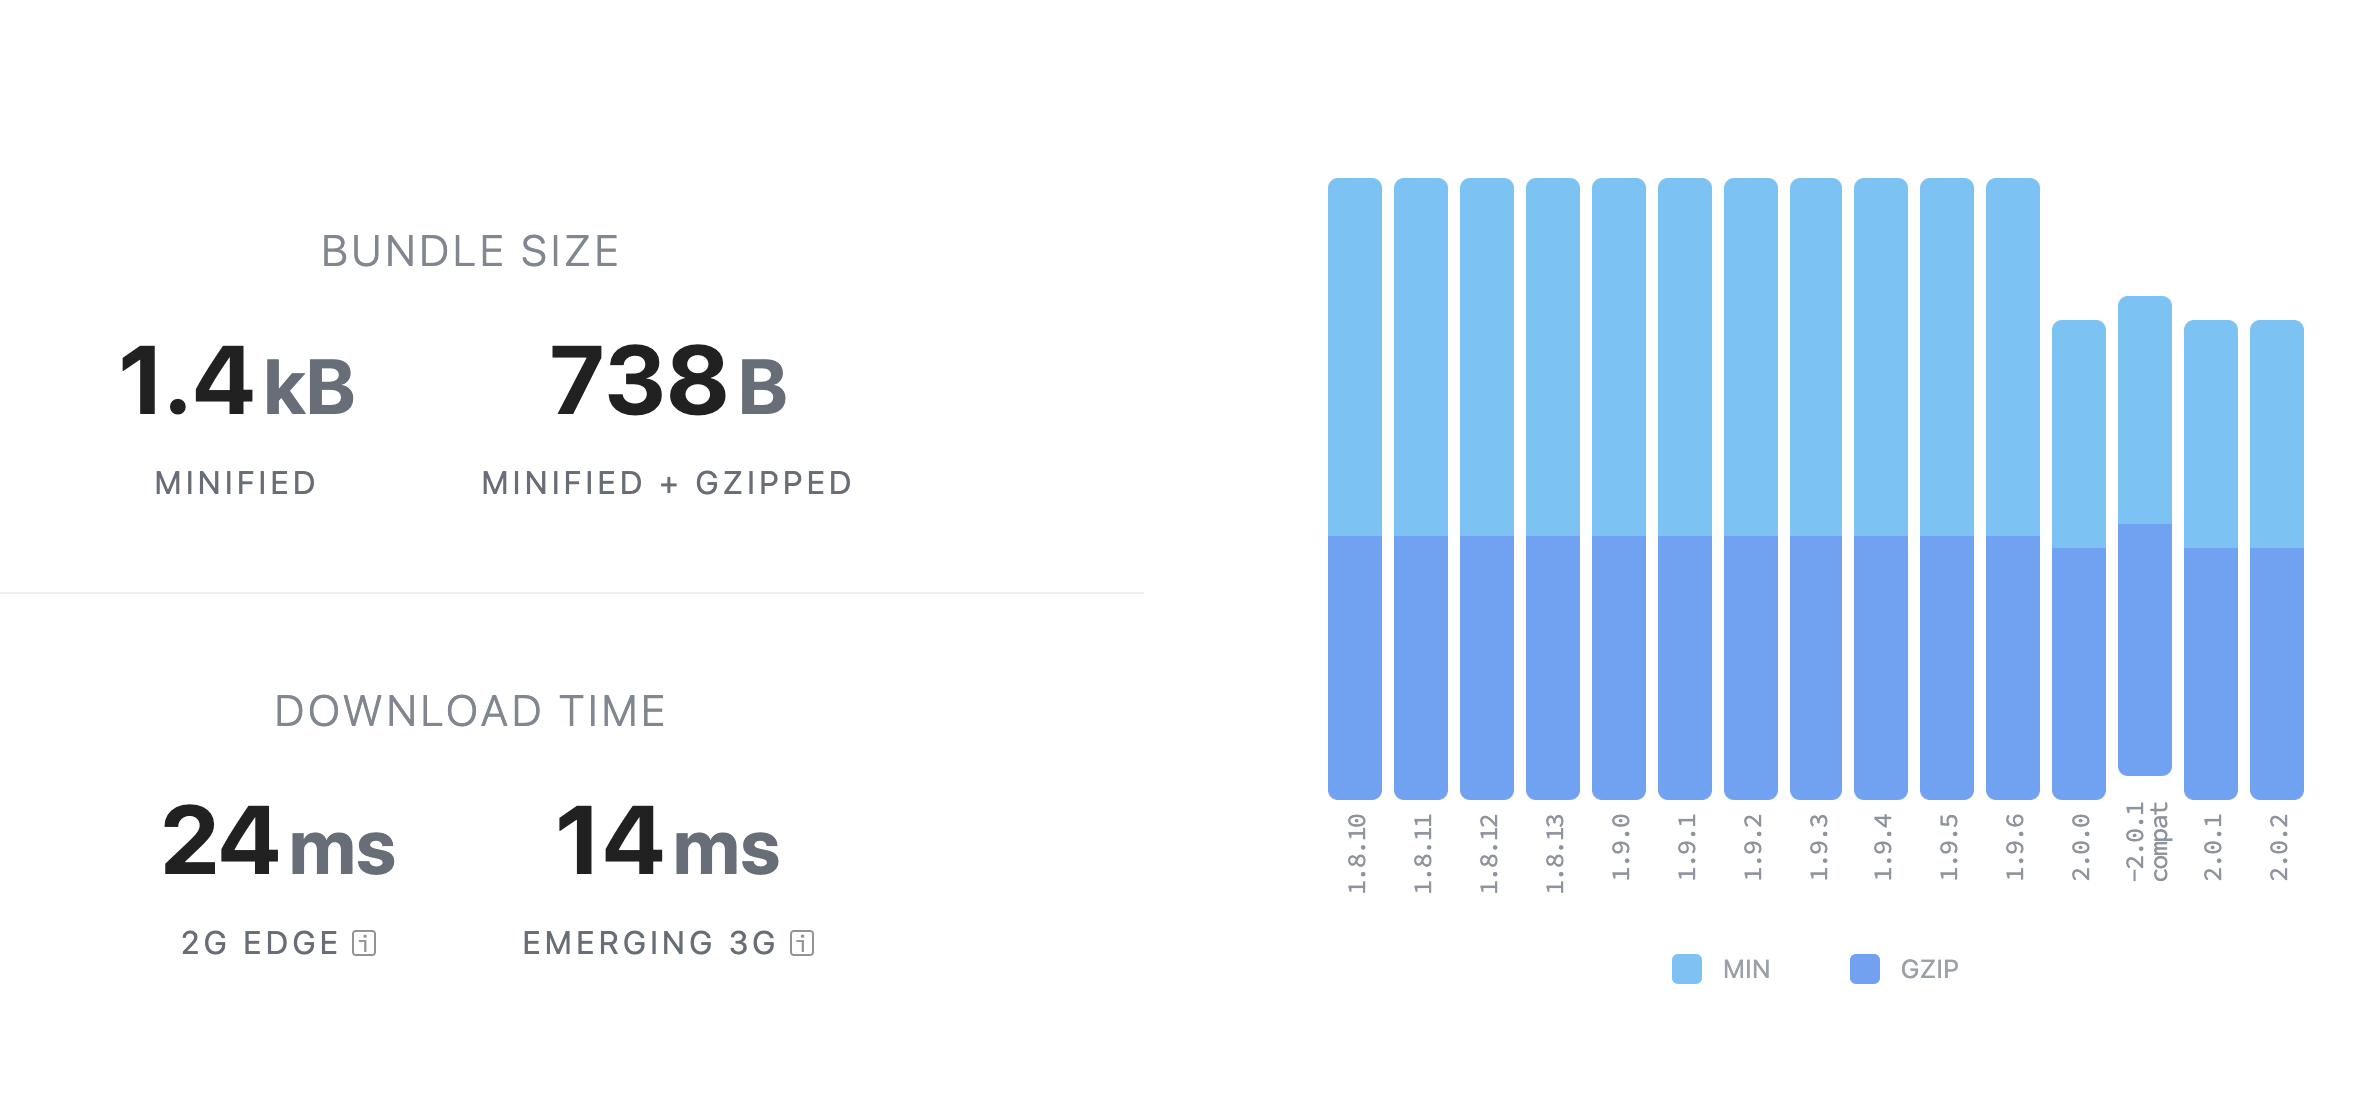 BUNDLE SIZE
1.4 kB
738 B
MINIFIED
MINIFIED + GZIPPED
DOWNLOAD TIME
24 ms
14 ms
2G EDGE
EMERGING 3G
1.8.10
1.8.11
1.8.12
1.8.13
1.9.0
1.9.1
1.9.2
1.9.3
1.9.4
1.9.5
1.9.6
2.0.0
-2.0.1
compat
2.0.1
2.0.2
MIN
GZIP